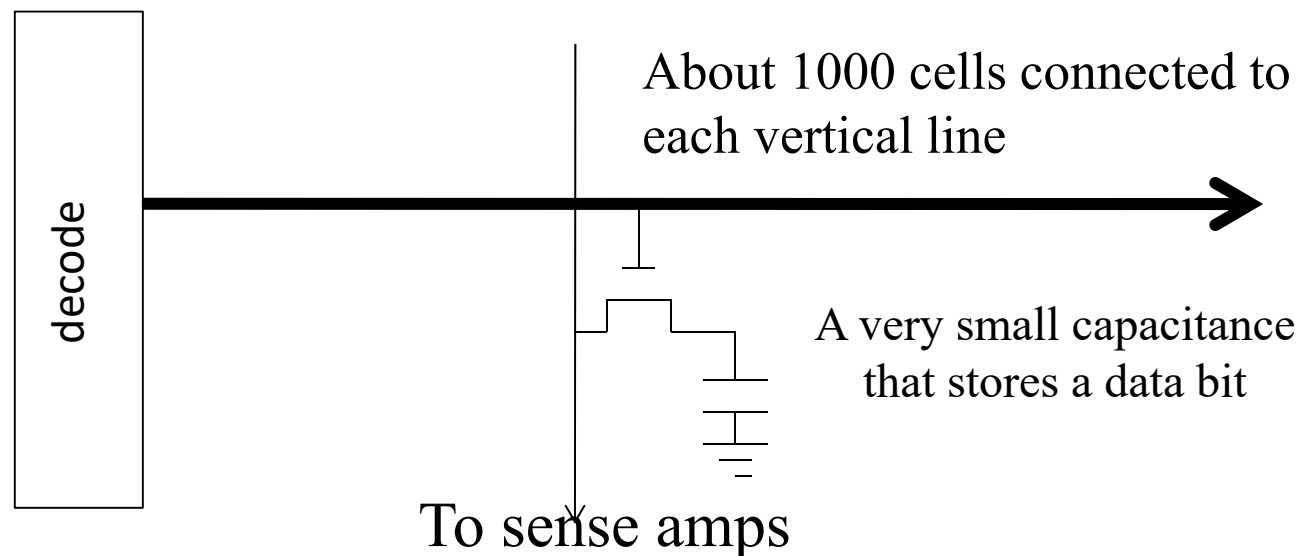 About 1000 cells connected to
each vertical line
decode
A very small capacitance
that stores a data bit
To sense amps